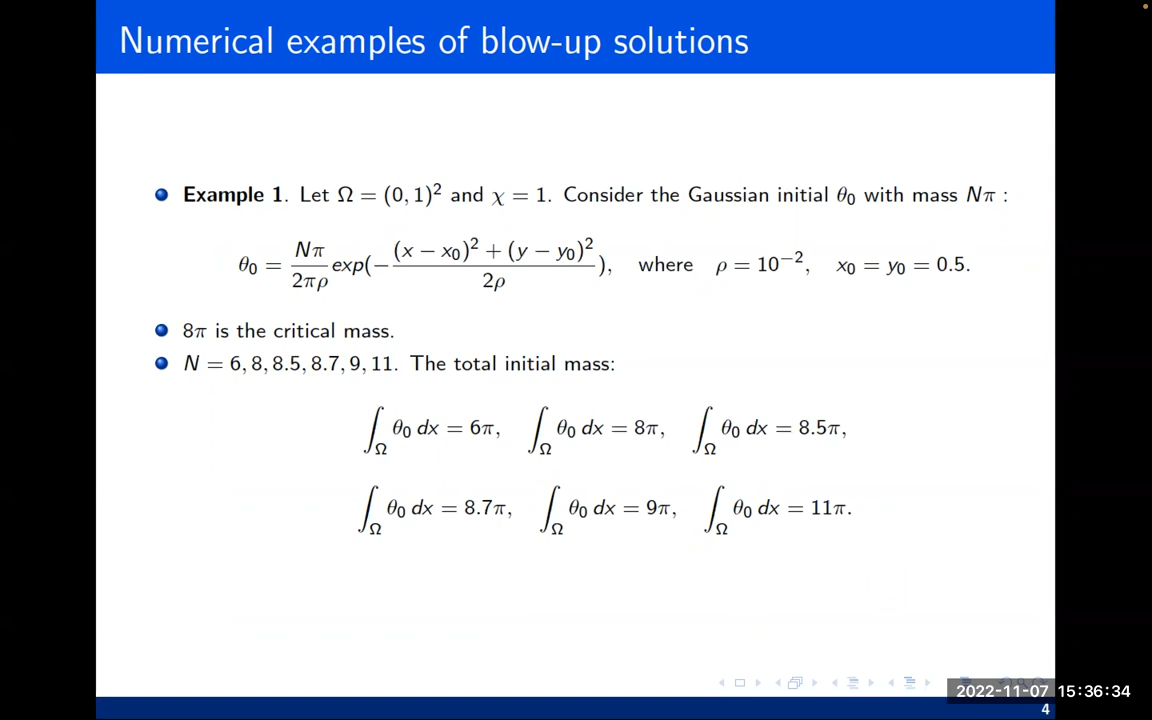 Numerical examples of blow-up solutions
Example 1. Let Ω = (0, 1)² and χ = 1. Consider the Gaussian initial θ₀ with mass Nπ :
θ₀ = Nπ/2πρ exp(−(x − x₀)² + (y − y₀)²/2ρ), where ρ = 10⁻², x₀ = y₀ = 0.5.
8π is the critical mass.
N = 6, 8, 8.5, 8.7, 9, 11. The total initial mass:
∫_Ω θ₀ dx = 6π, ∫_Ω θ₀ dx = 8π, ∫_Ω θ₀ dx = 8.5π,
∫_Ω θ₀ dx = 8.7π, ∫_Ω θ₀ dx = 9π, ∫_Ω θ₀ dx = 11π.
2022-11-07 15:36:34
4